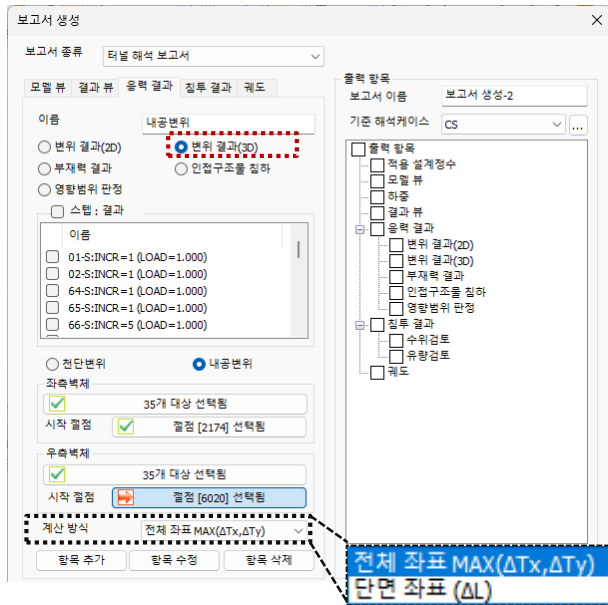 보고서 생성
보고서 종류
터널 해석 보고서
모델 뷰
결과 뷰
응력 결과
침투 결과
궤도
이름
내공변위
변위 결과(2D)
변위 결과(3D)
부재력 결과
인접구조물 침하
영향범위 판정
스텝 : 결과
이름
01-S:INCR=1 (LOAD=1.000)
02-S:INCR=1 (LOAD=1.000)
64-S:INCR=1 (LOAD=1.000)
65-S:INCR=1 (LOAD=1.000)
66-S:INCR=5 (LOAD=1.000)
천단변위
내공변위
좌측벽체
35개 대상 선택됨
시작 절점
절점 [2174] 선택됨
우측벽체
35개 대상 선택됨
시작 절점
절점 [6020] 선택됨
계산 방식
전체 좌표 MAX(ΔTx,ΔTy)
항목 추가
항목 수정
항목 삭제
출력 항목
보고서 이름
보고서 생성-2
기준 해석케이스
CS
...
출력 항목
적용 설계정수
모델 뷰
하중
결과 뷰
응력 결과
변위 결과(2D)
변위 결과(3D)
부재력 결과
인접구조물 침하
영향범위 판정
침투 결과
수위검토
유량검토
궤도
전체 좌표 MAX(ΔTx,ΔTy)
단면 좌표 (ΔL)